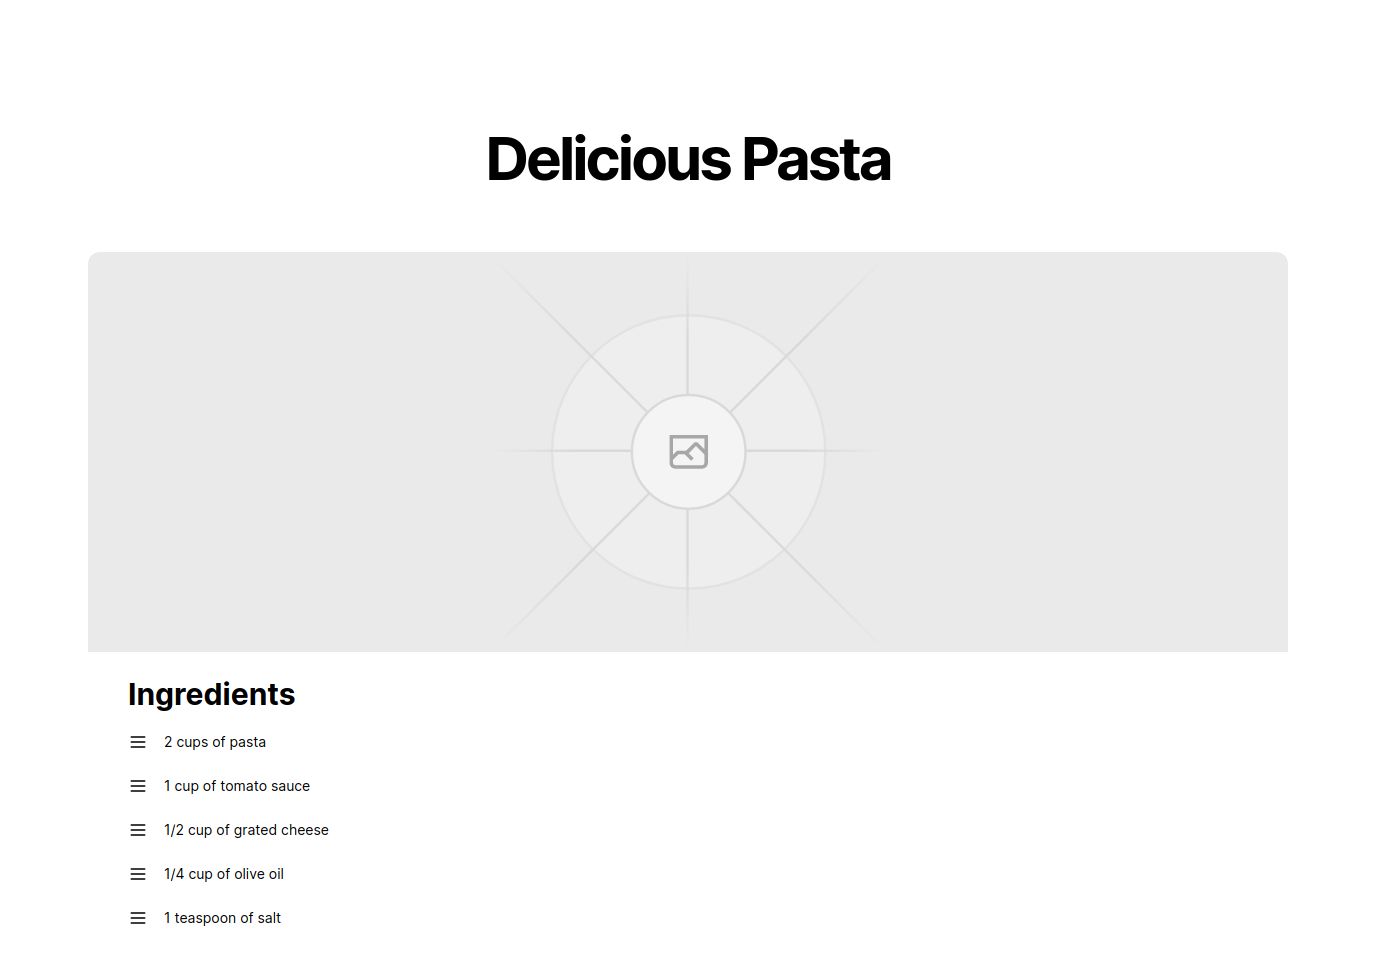 Delicious Pasta
Ingredients
2 cups of pasta
1 cup of tomato sauce
1/2 cup of grated cheese
1/4 cup of olive oil
1 teaspoon of salt